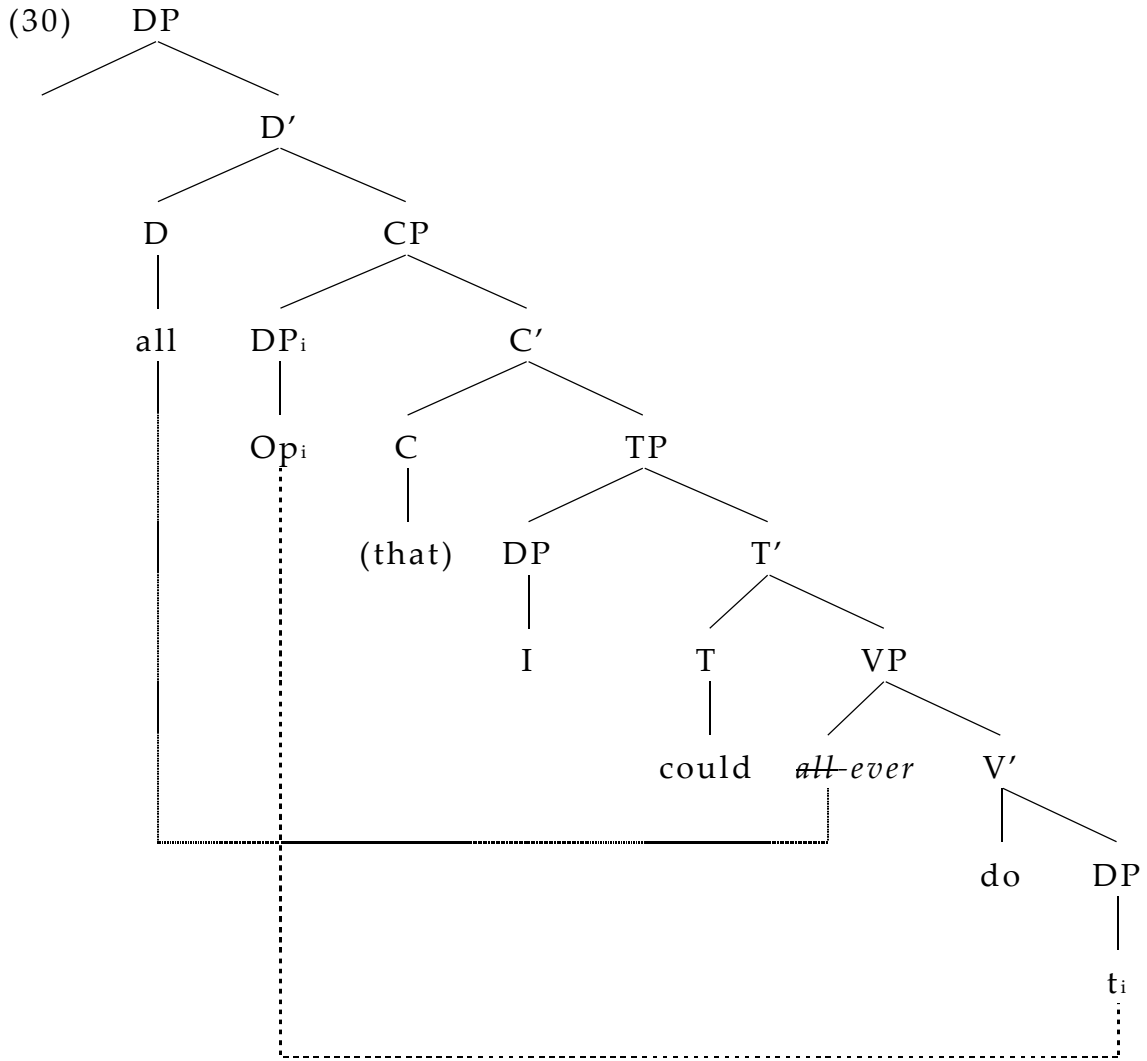 (30) DP
D′
D CP
all DPi C′
Opi C TP
(that) DP T′
I T VP
could all-ever V′
do DP
ti